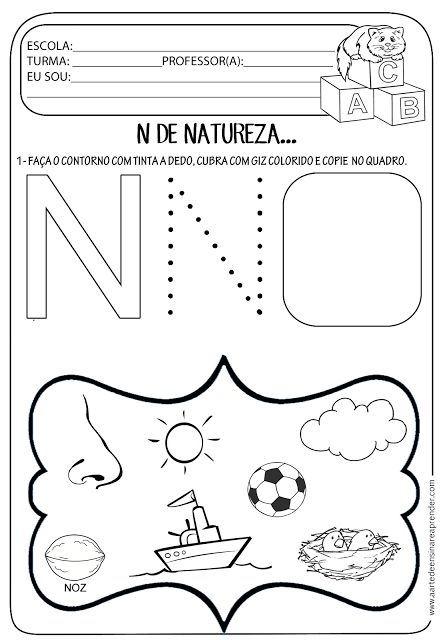 ESCOLA:
TURMA: PROFESSOR(A):
EU SOU:
C
A B
N DE NATUREZA...
1- FAÇA O CONTORNO COM TINTA A DEDO, CUBRA COM GIZ COLORIDO E COPIE NO QUADRO.
N N
NOZ
www.aartedeensinareaprender.com